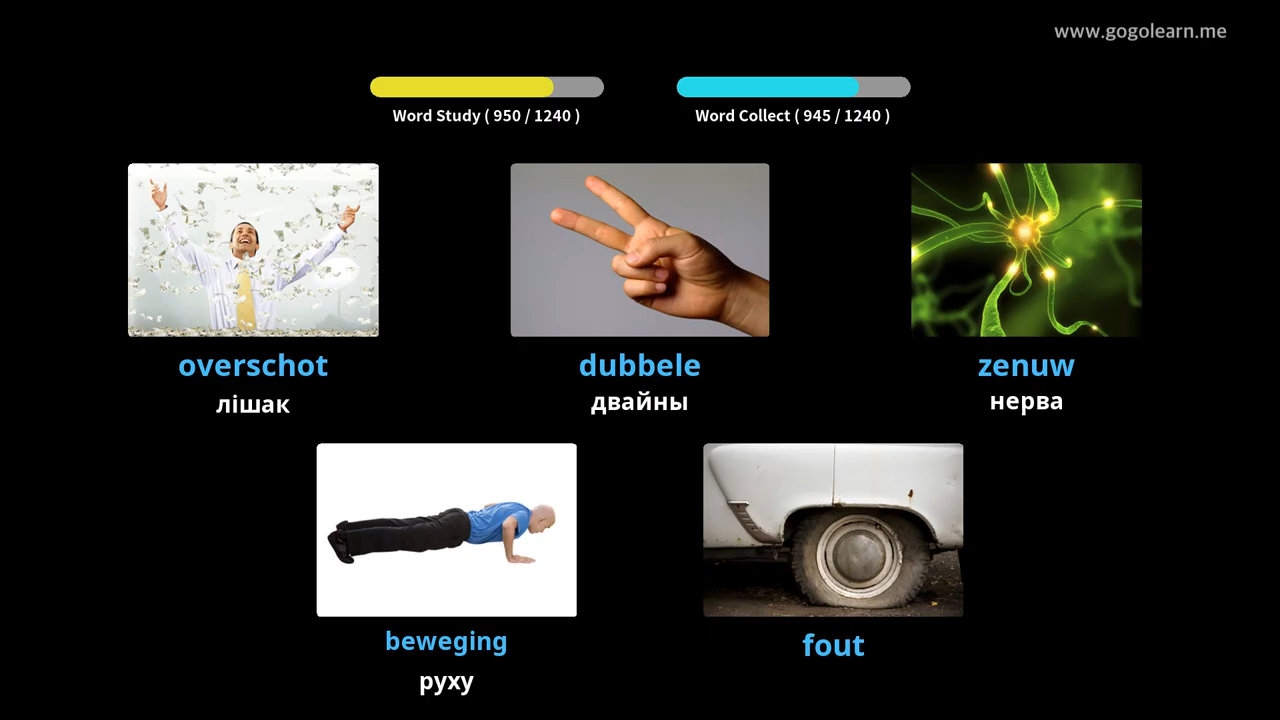 www.gogolearn.me
Word Study ( 950 / 1240 )
Word Collect ( 945 / 1240 )
overschot
лішак
dubbele
двайны
zenuw
нерва
beweging
руху
fout